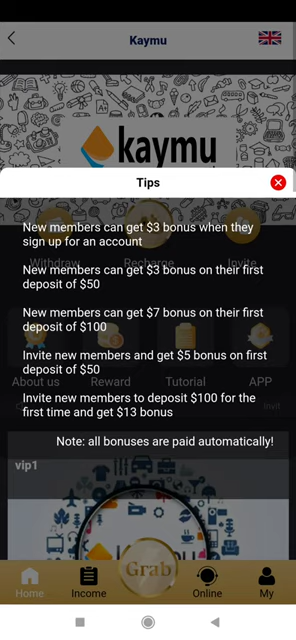 Kaymu
kaymu
Tips
New members can get $3 bonus when they
sign up for an account
Withdraw
Recharge
Invite
New members can get $3 bonus on their first
deposit of $50
New members can get $7 bonus on their first
deposit of $100
Invite new members and get $5 bonus on first
deposit of $50
About us
Reward
Tutorial
APP
Invite new members to deposit $100 for the
first time and get $13 bonus
Invit
Note: all bonuses are paid automatically!
vip1
Grab
Home
Income
Online
My